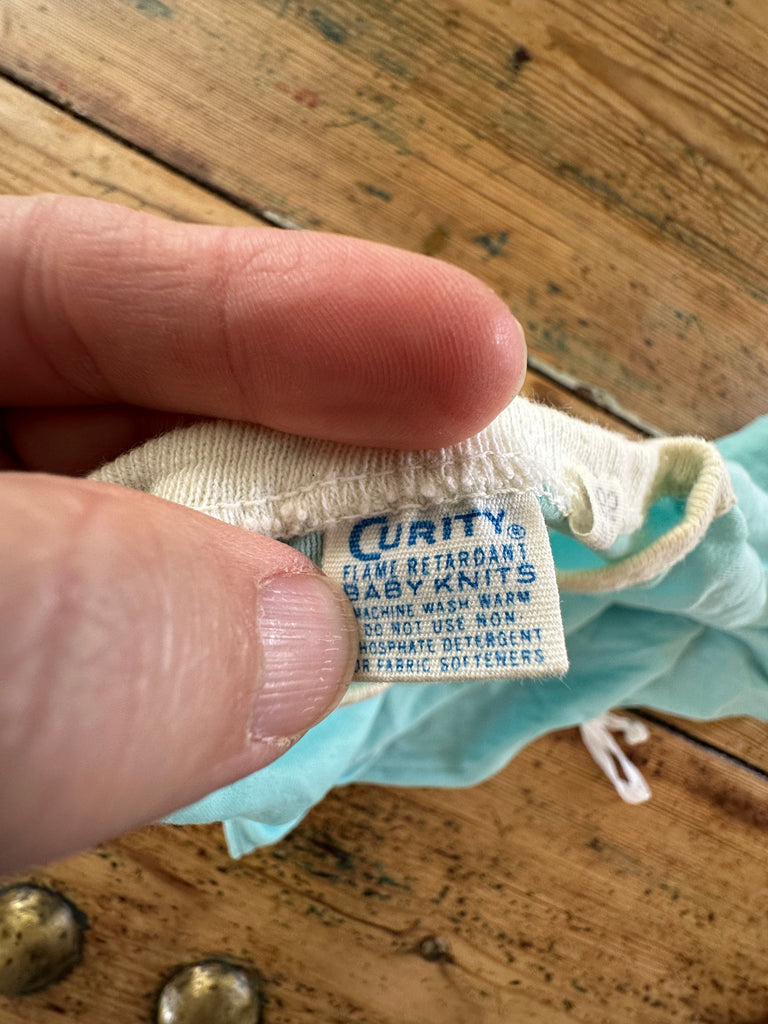 CURITY®
FLAME RETARDANT
BABY KNITS
MACHINE WASH WARM
DO NOT USE NON
PHOSPHATE DETERGENT
OR FABRIC SOFTENERS